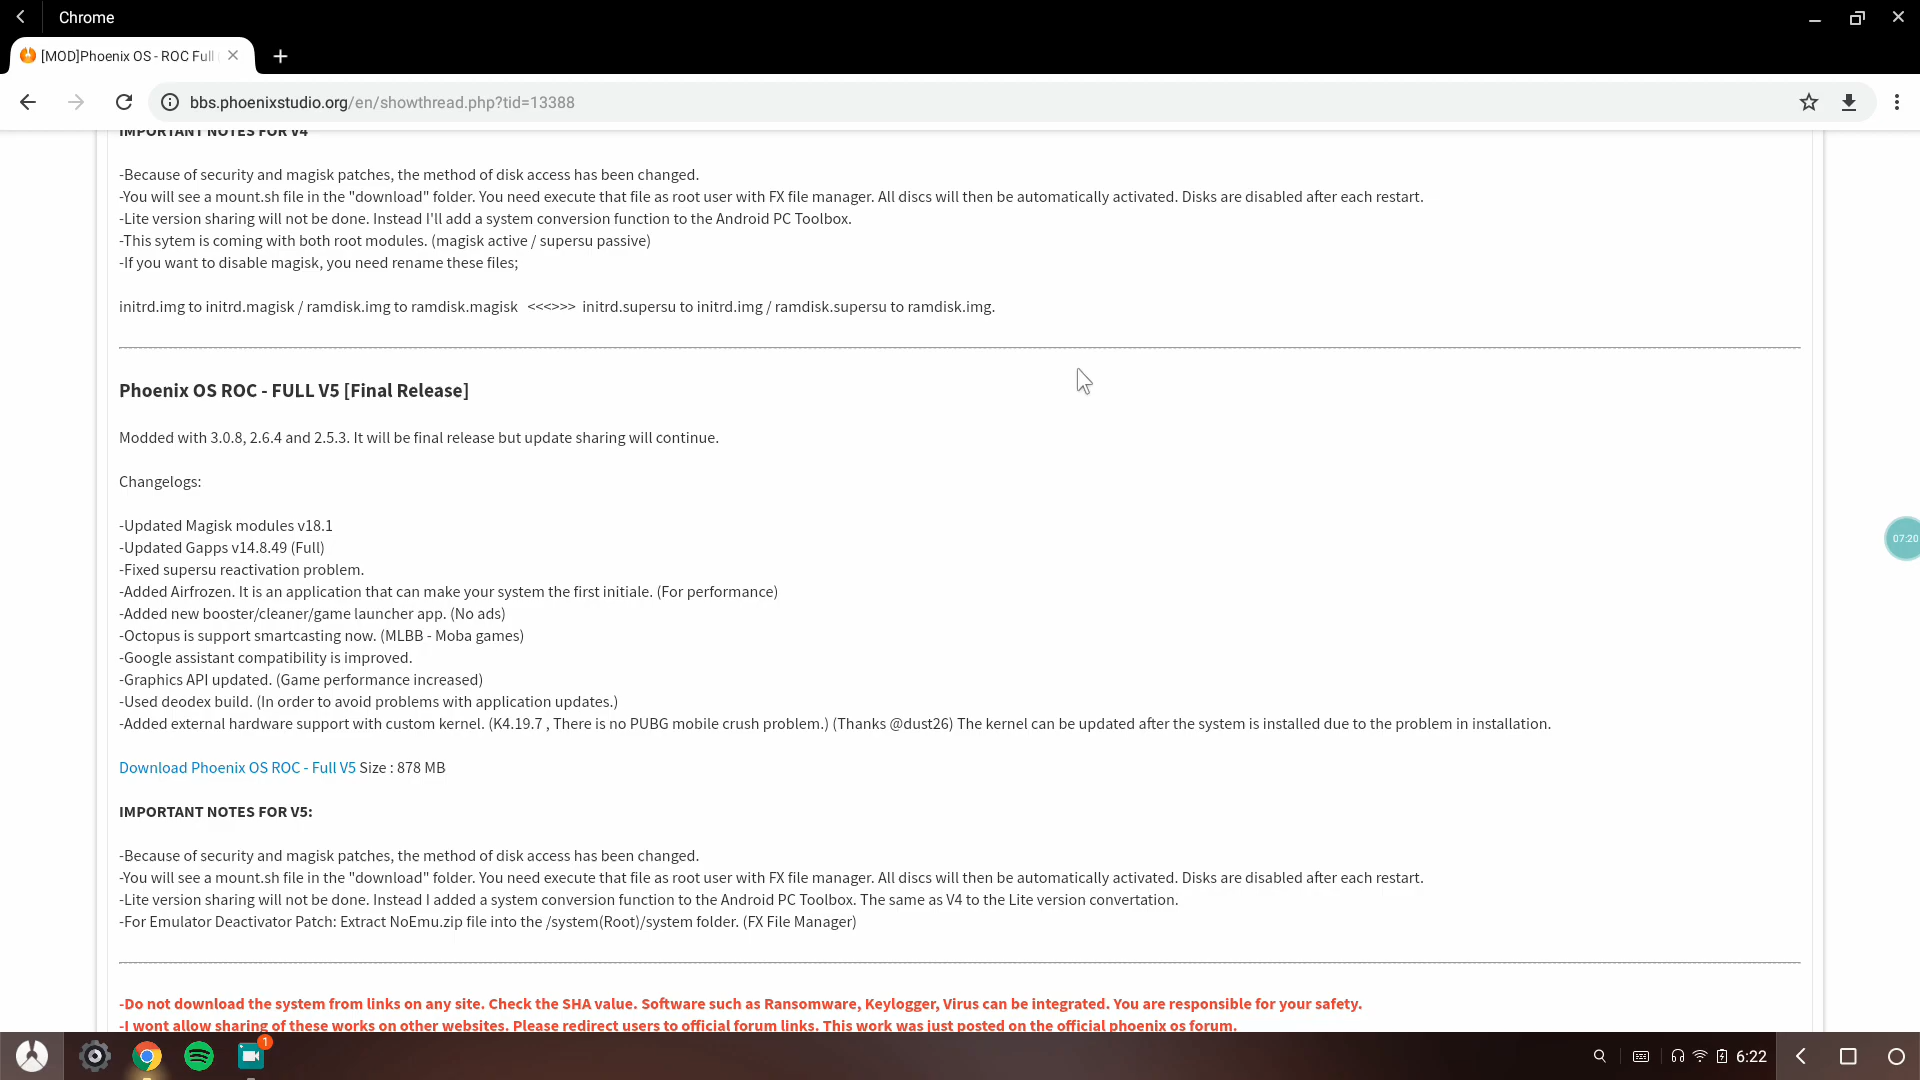 Chrome
[MOD]Phoenix OS - ROC Full
bbs.phoenixstudio.org/en/showthread.php?tid=13388
IMPORTANT NOTES FOR V4
-Because of security and magisk patches, the method of disk access has been changed.
-You will see a mount.sh file in the "download" folder. You need execute that file as root user with FX file manager. All discs will then be automatically activated. Disks are disabled after each restart.
-Lite version sharing will not be done. Instead I'll add a system conversion function to the Android PC Toolbox.
-This sytem is coming with both root modules. (magisk active / supersu passive)
-If you want to disable magisk, you need rename these files;
initrd.img to initrd.magisk / ramdisk.img to ramdisk.magisk <<<>>> initrd.supersu to initrd.img / ramdisk.supersu to ramdisk.img.
Phoenix OS ROC - FULL V5 [Final Release]
Modded with 3.0.8, 2.6.4 and 2.5.3. It will be final release but update sharing will continue.
Changelogs:
-Updated Magisk modules v18.1
-Updated Gapps v14.8.49 (Full)
-Fixed supersu reactivation problem.
-Added Airfrozen. It is an application that can make your system the first initiale. (For performance)
-Added new booster/cleaner/game launcher app. (No ads)
-Octopus is support smartcasting now. (MLBB - Moba games)
-Google assistant compatibility is improved.
-Graphics API updated. (Game performance increased)
-Used deodex build. (In order to avoid problems with application updates.)
-Added external hardware support with custom kernel. (K4.19.7 , There is no PUBG mobile crush problem.) (Thanks @dust26) The kernel can be updated after the system is installed due to the problem in installation.
Download Phoenix OS ROC - Full V5 Size : 878 MB
IMPORTANT NOTES FOR V5:
-Because of security and magisk patches, the method of disk access has been changed.
-You will see a mount.sh file in the "download" folder. You need execute that file as root user with FX file manager. All discs will then be automatically activated. Disks are disabled after each restart.
-Lite version sharing will not be done. Instead I added a system conversion function to the Android PC Toolbox. The same as V4 to the Lite version convertation.
-For Emulator Deactivator Patch: Extract NoEmu.zip file into the /system(Root)/system folder. (FX File Manager)
-Do not download the system from links on any site. Check the SHA value. Software such as Ransomware, Keylogger, Virus can be integrated. You are responsible for your safety.
-I wont allow sharing of these works on other websites. Please redirect users to official forum links. This work was just posted on the official phoenix os forum.
07:20
1
6:22